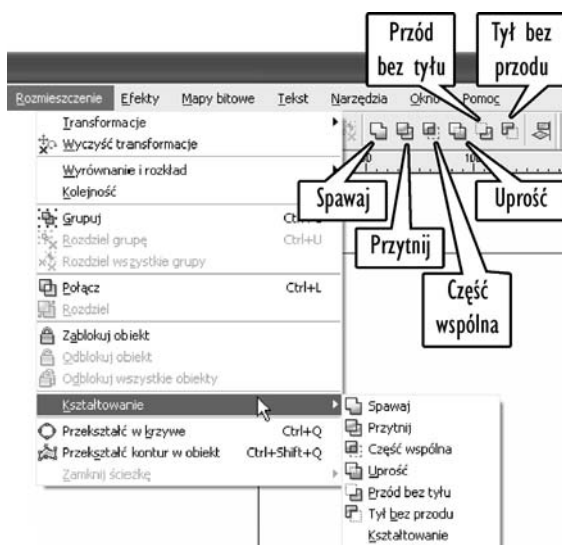 Przód
bez tyłu
Tył bez
przodu
Rozmieszczenie Efekty Mapy bitowe Tekst Narzędzia Okno Pomoc
Transformacje
Wyczyść transformacje
Wyrównanie i rozkład
Kolejność
Spawaj
Uprość
Przytnij
Część
wspólna
Grupuj
Rozdziel grupę Ctrl+U
Rozdziel wszystkie grupy
Połącz Ctrl+L
Rozdziel
Zablokuj obiekt
Odblokuj obiekt
Odblokuj wszystkie obiekty
Kształtowanie
Przekształć w krzywe Ctrl+Q
Przekształć kontur w obiekt Ctrl+Shift+Q
Zamknij ścieżkę
Spawaj
Przytnij
Część wspólna
Uprość
Przód bez tyłu
Tył bez przodu
Kształtowanie